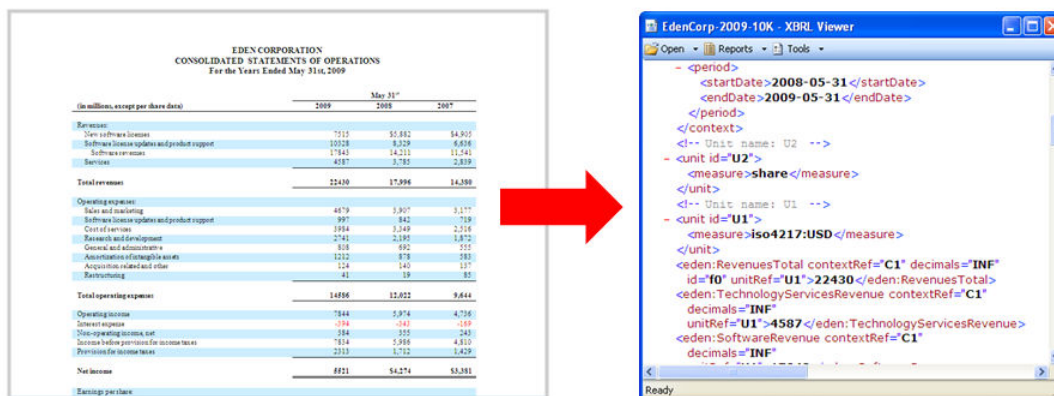 EDEN CORPORATION
CONSOLIDATED STATEMENTS OF OPERATIONS
For the Years Ended May 31st, 2009
May 31st
(in millions, except per share data) 2009 2008 2007
Revenues:
New software licenses 7515 $5,882 $4,905
Software license updates and product support 10328 8,329 6,636
Software revenues 17843 14,211 11,541
Services 4587 3,785 2,839
Total revenues 22430 17,996 14,380
Operating expenses:
Sales and marketing 4679 3,907 3,177
Software license updates and product support 997 842 719
Cost of services 3984 3,349 2,516
Research and development 2741 2,195 1,872
General and administrative 808 692 555
Amortization of intangible assets 1212 878 583
Acquisition related and other 124 140 137
Restructuring 41 19 85
Total operating expenses 14586 12,022 9,644
Operating income 7844 5,974 4,736
Interest expense -394 -343 -169
Non-operating income, net 384 355 243
Income before provision for income taxes 7834 5,986 4,810
Provision for income taxes 2313 1,712 1,429
Net income 5521 $4,274 $3,381
Earnings per share:
EdenCorp-2009-10K - XBRL Viewer
Open Reports Tools
- <period>
<startDate>2008-05-31</startDate>
<endDate>2009-05-31</endDate>
</period>
</context>
<!-- Unit name: U2 -->
- <unit id="U2">
<measure>share</measure>
</unit>
<!-- Unit name: U1 -->
- <unit id="U1">
<measure>iso4217:USD</measure>
</unit>
<eden:RevenuesTotal contextRef="C1" decimals="INF"
id="f0" unitRef="U1">22430</eden:RevenuesTotal>
<eden:TechnologyServicesRevenue contextRef="C1"
decimals="INF"
unitRef="U1">4587</eden:TechnologyServicesRevenue>
<eden:SoftwareRevenue contextRef="C1"
decimals="INF"
Ready